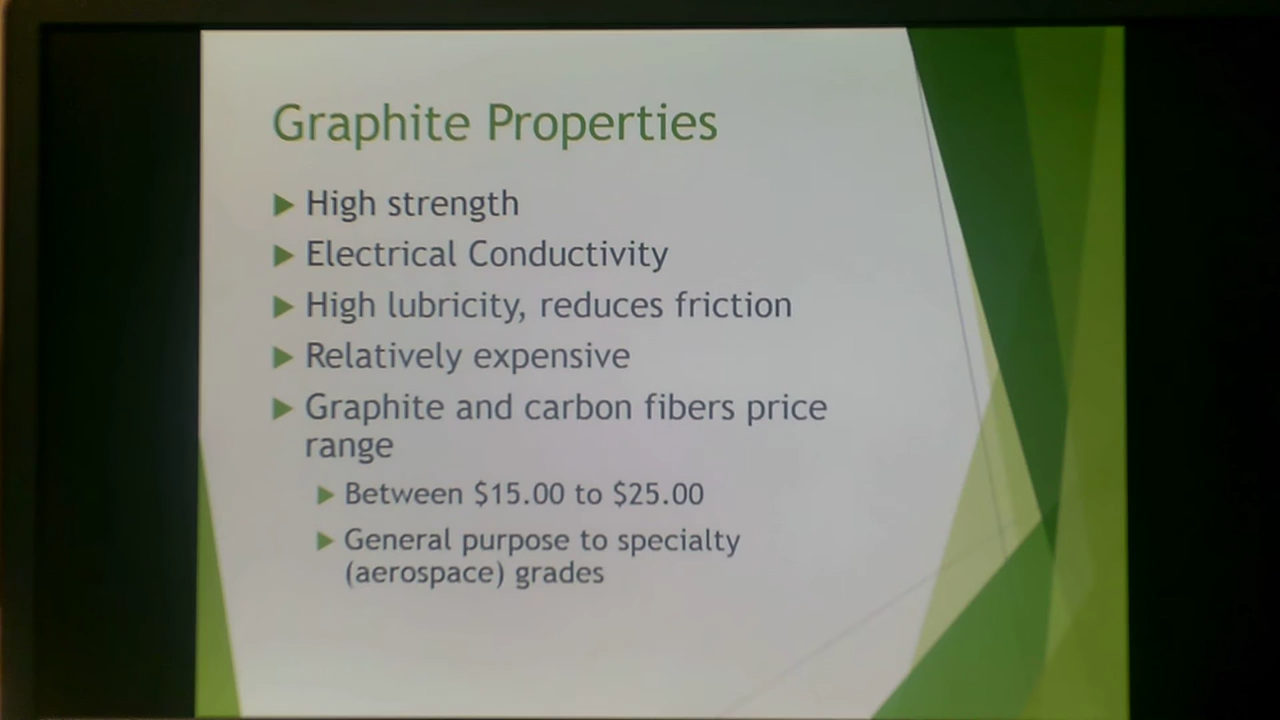 Graphite Properties
High strength
Electrical Conductivity
High lubricity, reduces friction
Relatively expensive
Graphite and carbon fibers price
range
Between $15.00 to $25.00
General purpose to specialty
(aerospace) grades